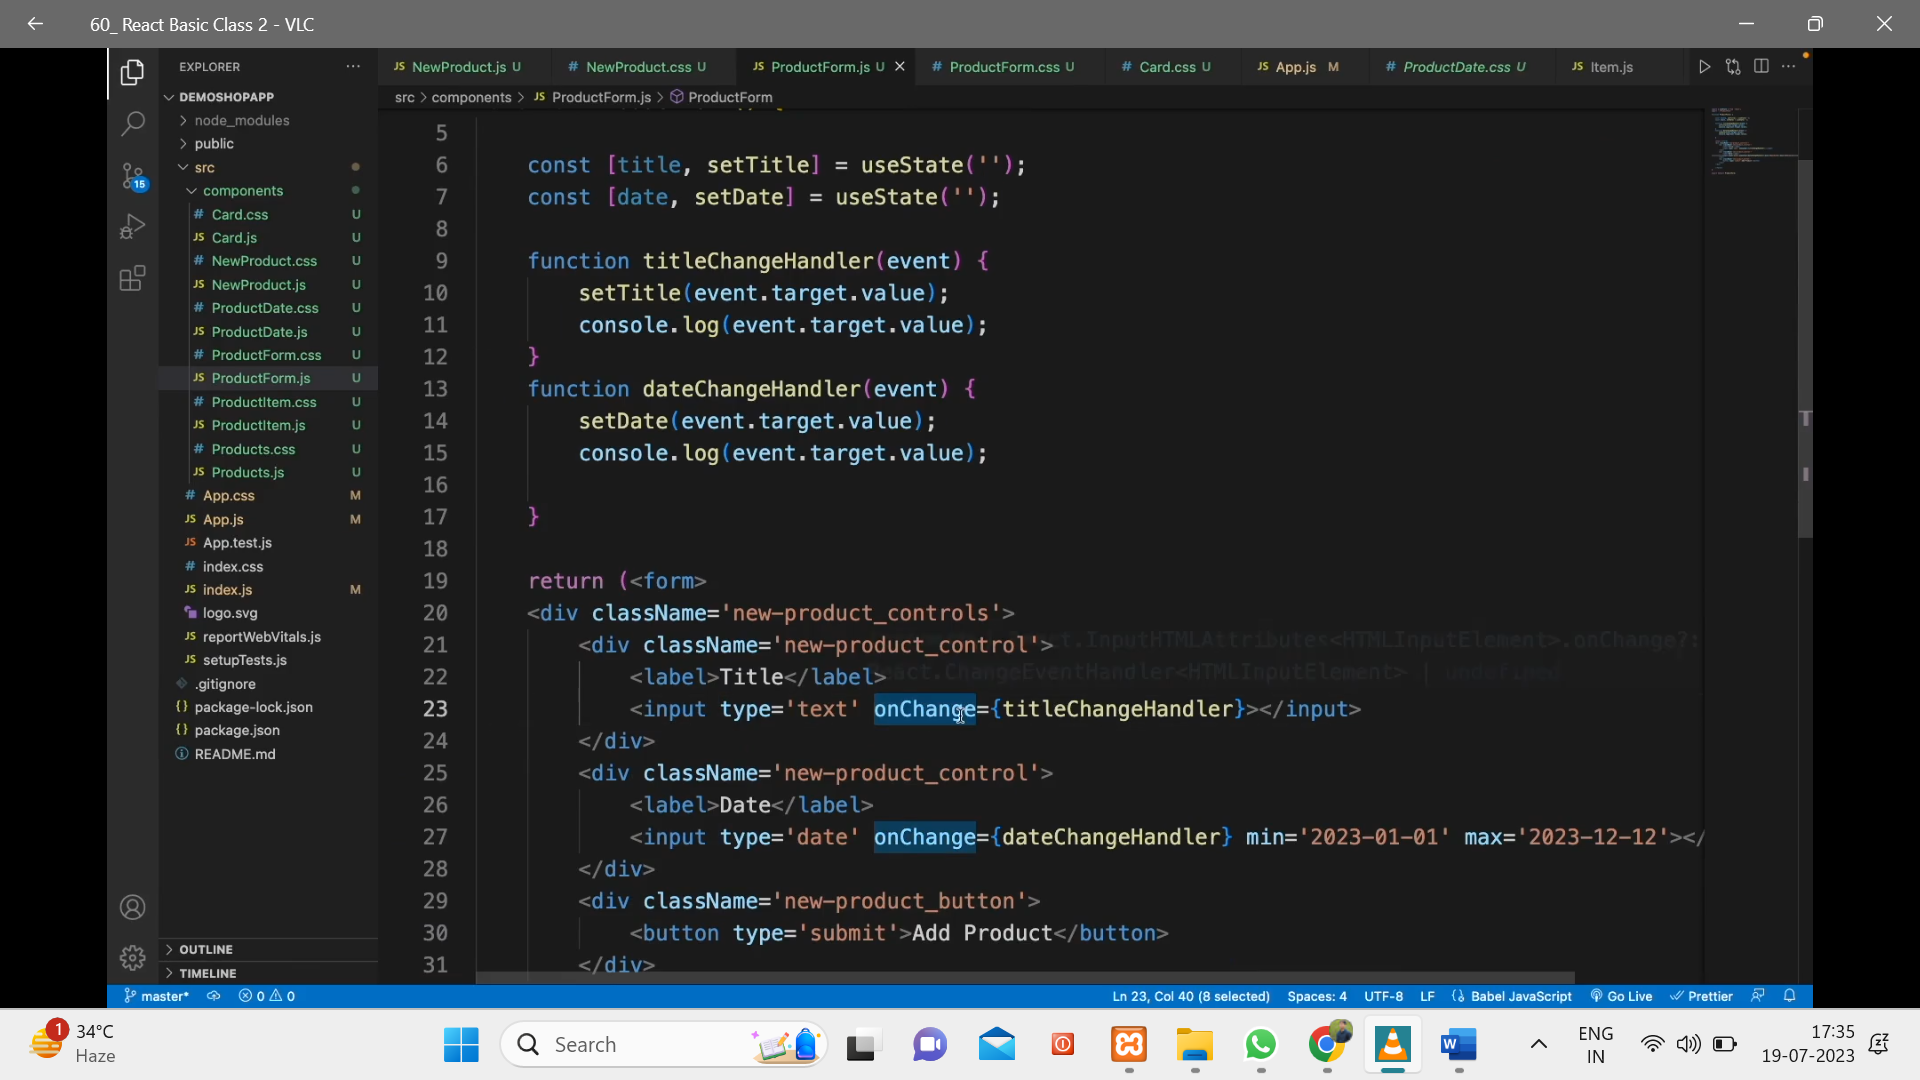 60_ React Basic Class 2 - VLC
EXPLORER
NewProduct.js U
NewProduct.css U
ProductForm.js U
ProductForm.css U
Card.css U
App.js M
ProductDate.css U
Item.js
src > components > JS ProductForm.js > ProductForm
DEMOSHOPAPP
node_modules
public
src
components
Card.css U
Card.js U
NewProduct.css U
NewProduct.js U
ProductDate.css U
ProductDate.js U
ProductForm.css U
ProductForm.js U
ProductItem.css U
ProductItem.js U
Products.css U
Products.js U
App.css M
App.js M
App.test.js
index.css
index.js M
logo.svg
reportWebVitals.js
setupTests.js
.gitignore
package-lock.json
package.json
README.md
OUTLINE
TIMELINE
15
5
6 const [title, setTitle] = useState('');
7 const [date, setDate] = useState('');
8
9 function titleChangeHandler(event) {
10 setTitle(event.target.value);
11 console.log(event.target.value);
12 }
13 function dateChangeHandler(event) {
14 setDate(event.target.value);
15 console.log(event.target.value);
16
17 }
18
19 return (<form>
20 <div className='new-product_controls'>
21 <div className='new-product_control'>
22 <label>Title</label>
23 <input type='text' onChange={titleChangeHandler}></input>
24 </div>
25 <div className='new-product_control'>
26 <label>Date</label>
27 <input type='date' onChange={dateChangeHandler} min='2023-01-01' max='2023-12-12'></
28 </div>
29 <div className='new-product_button'>
30 <button type='submit'>Add Product</button>
31 </div>
.InputHTMLAttributes<HTMLInputElement>.onChange?:
React.ChangeEventHandler<HTMLInputElement> | undefined
master* 0 0 Ln 23, Col 40 (8 selected) Spaces: 4 UTF-8 LF Babel JavaScript Go Live Prettier
1 34°C
Haze
Search
ENG
IN
17:35
19-07-2023